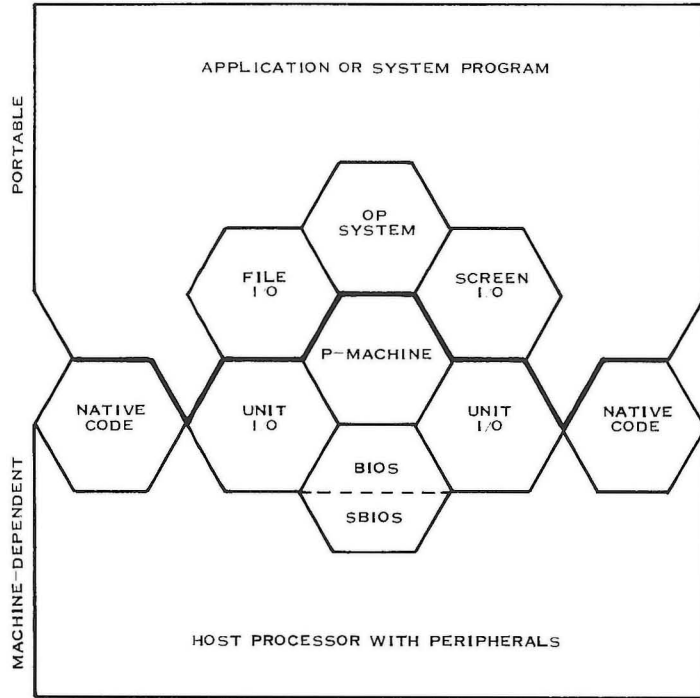 APPLICATION OR SYSTEM PROGRAM
PORTABLE
OP
SYSTEM
FILE
I/O
SCREEN
I/O
P-MACHINE
NATIVE
CODE
UNIT
I/O
UNIT
I/O
NATIVE
CODE
BIOS
SBIOS
MACHINE-DEPENDENT
HOST PROCESSOR WITH PERIPHERALS